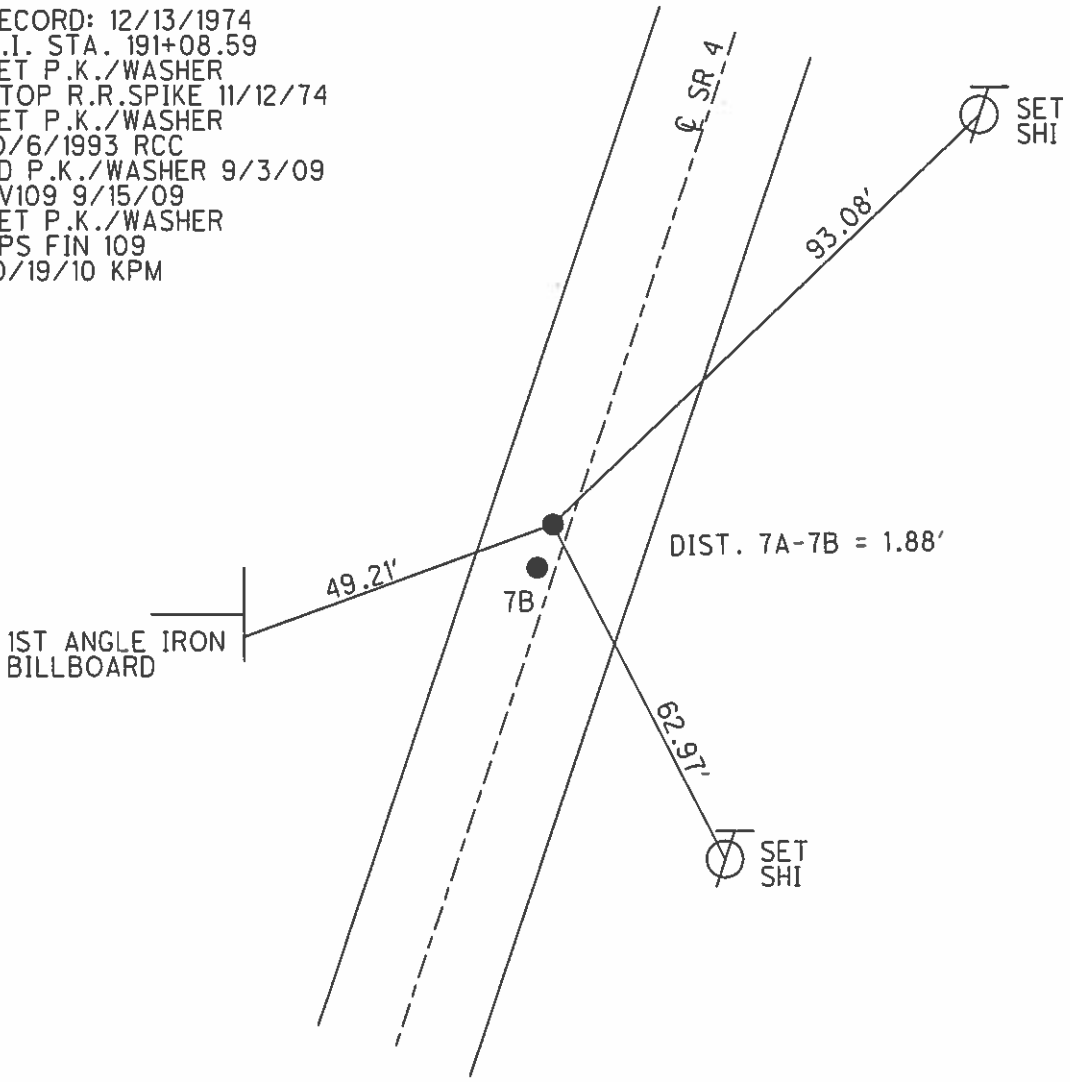 ECORD: 12/13/1974
.I. STA. 191+08.59
ET P.K./WASHER
TOP R.R.SPIKE 11/12/74
ET P.K./WASHER
0/6/1993 RCC
D P.K./WASHER 9/3/09
V109 9/15/09
ET P.K./WASHER
PS FIN 109
0/19/10 KPM
℄ SR 4
SET
SHI
93.08'
DIST. 7A-7B = 1.88'
49.21'
7B
1ST ANGLE IRON
BILLBOARD
62.97'
SET
SHI